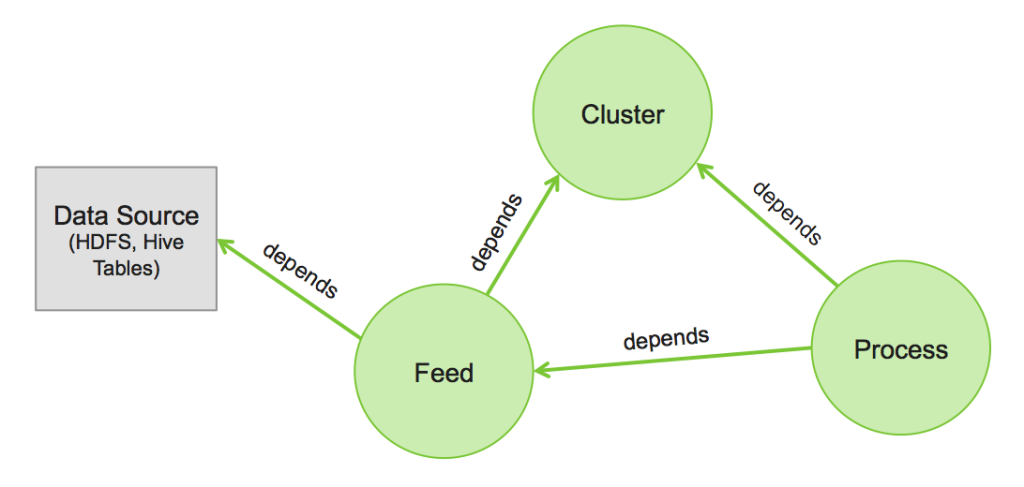 Cluster
Data Source
(HDFS, Hive
Tables)
depends
depends
depends
depends
Feed
Process